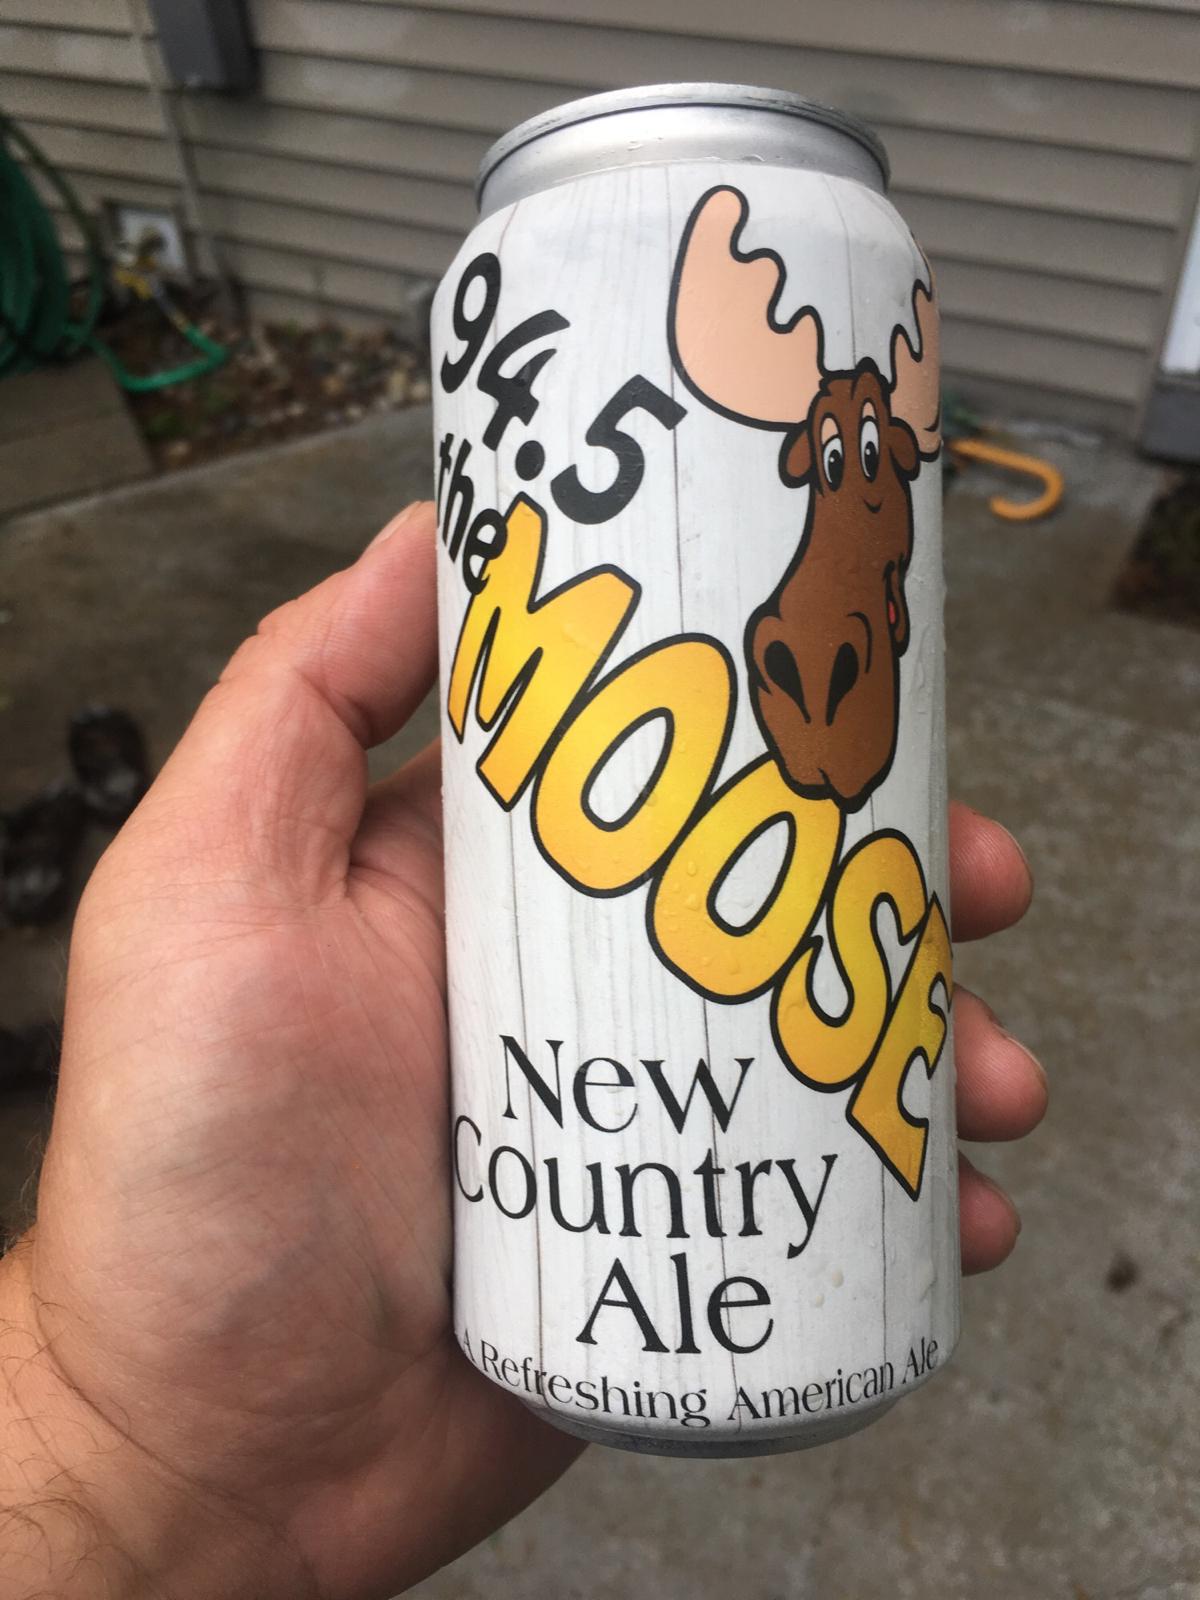 94.5
the
MOOSE
New
Country
Ale
A Refreshing American Ale